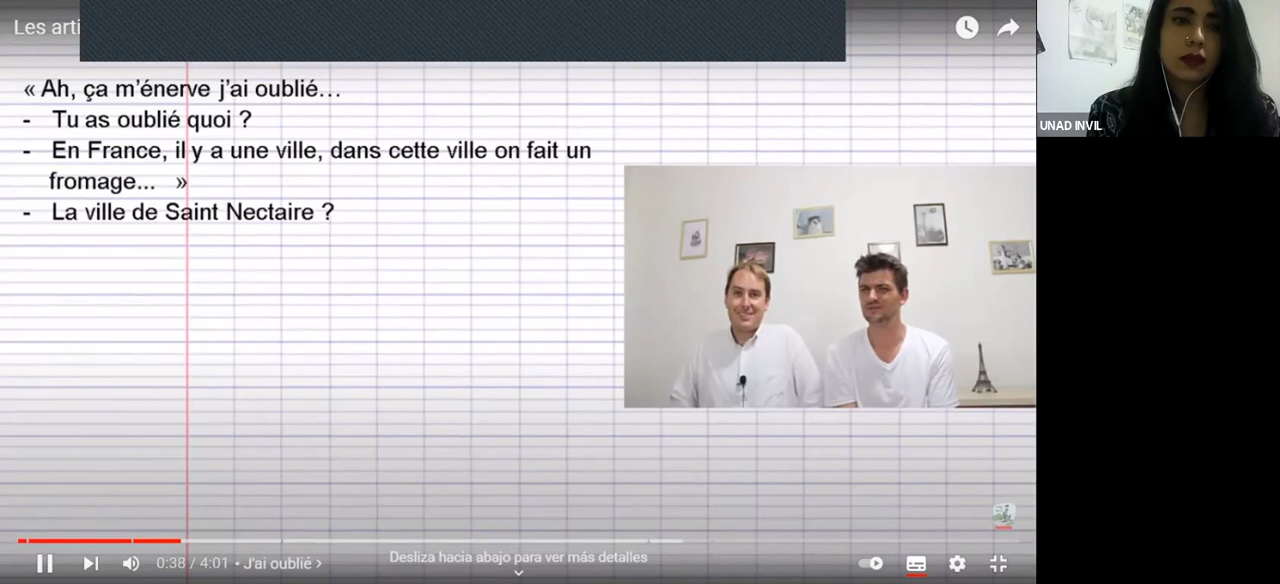 Les arti
« Ah, ça m’énerve j’ai oublié…
- Tu as oublié quoi ?
- En France, il y a une ville, dans cette ville on fait un
fromage... »
- La ville de Saint Nectaire ?
UNAD INVIL
Desliza hacia abajo para ver más detalles
0:38 / 4:01 • J'ai oublié >